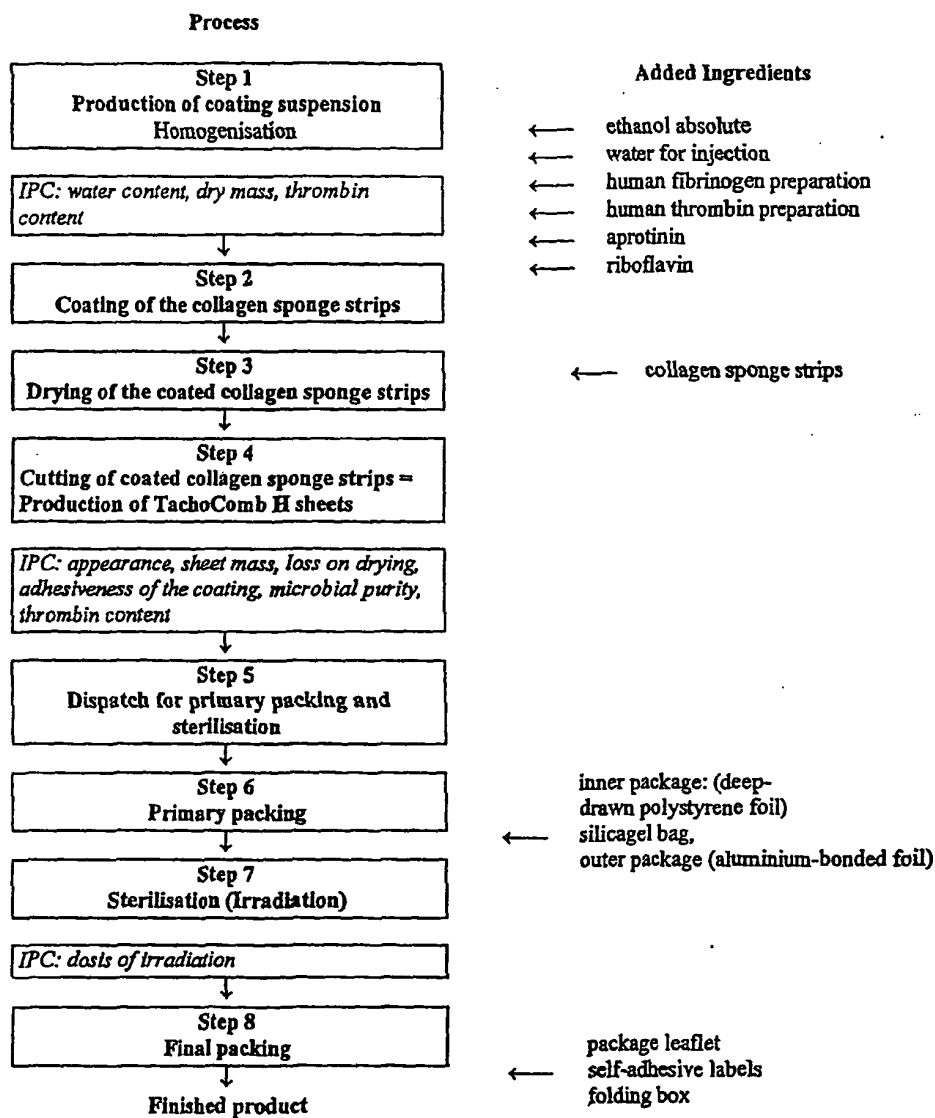 Process
Step 1
Production of coating suspension
Homogenisation
IPC: water content, dry mass, thrombin
content
Step 2
Coating of the collagen sponge strips
Step 3
Drying of the coated collagen sponge strips
Step 4
Cutting of coated collagen sponge strips =
Production of TachoComb H sheets
IPC: appearance, sheet mass, loss on drying,
adhesiveness of the coating, microbial purity,
thrombin content
Step 5
Dispatch for primary packing and
sterilisation
Step 6
Primary packing
Step 7
Sterilisation (Irradiation)
IPC: dosis of irradiation
Step 8
Final packing
Finished product
Added Ingredients
ethanol absolute
water for injection
human fibrinogen preparation
human thrombin preparation
aprotinin
riboflavin
collagen sponge strips
inner package: (deep-
drawn polystyrene foil)
silicagel bag,
outer package (aluminium-bonded foil)
package leaflet
self-adhesive labels
folding box